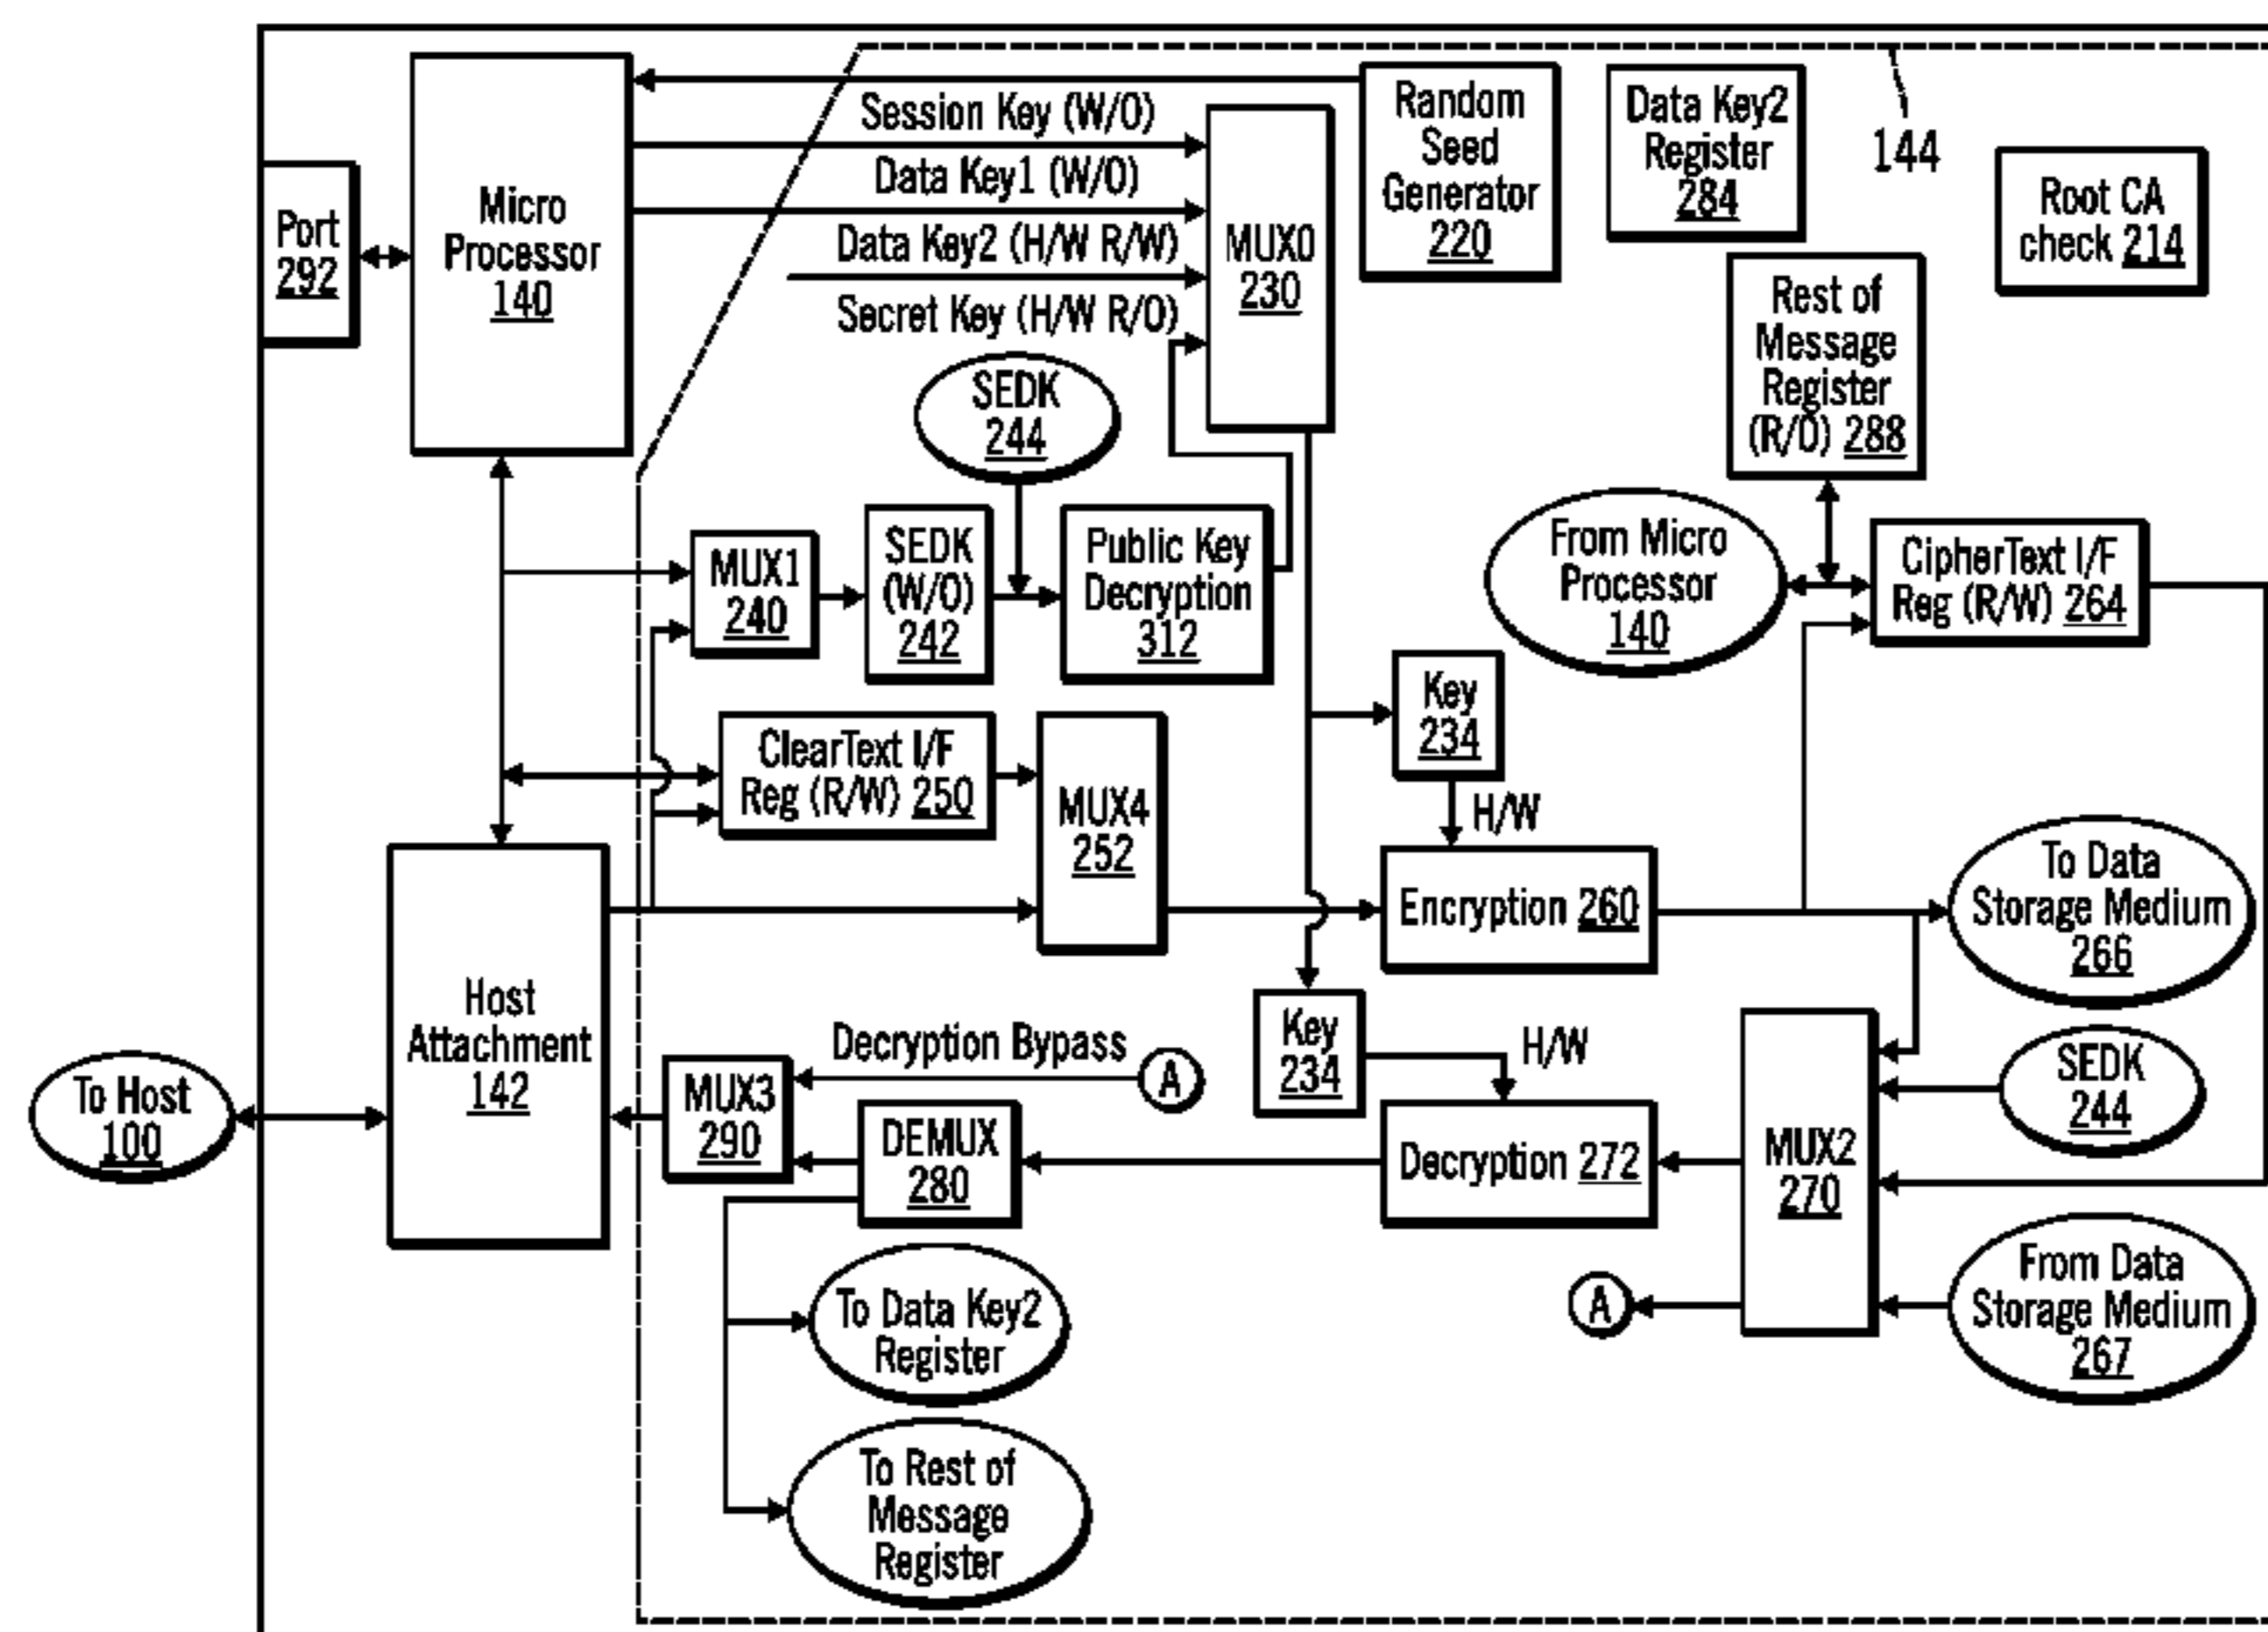 Port
292
Micro
Processor
140
Session Key (W/O)
Data Key1 (W/O)
Data Key2 (H/W R/W)
Secret Key (H/W R/O)
MUX0
230
Random
Seed
Generator
220
Data Key2
Register
284
144
Root CA
check 214
Rest of
Message
Register
(R/O) 288
SEDK
244
MUX1
240
SEDK
(W/O)
242
Public Key
Decryption
312
From Micro
Processor
140
CipherText I/F
Reg (R/W) 264
Key
234
H/W
ClearText I/F
Reg (R/W) 250
MUX4
252
Encryption 260
To Data
Storage Medium
266
Host
Attachment
142
To Host
100
Decryption Bypass
A
MUX3
290
DEMUX
280
Key
234
H/W
Decryption 272
MUX2
270
SEDK
244
From Data
Storage Medium
267
A
To Data Key2
Register
To Rest of
Message
Register